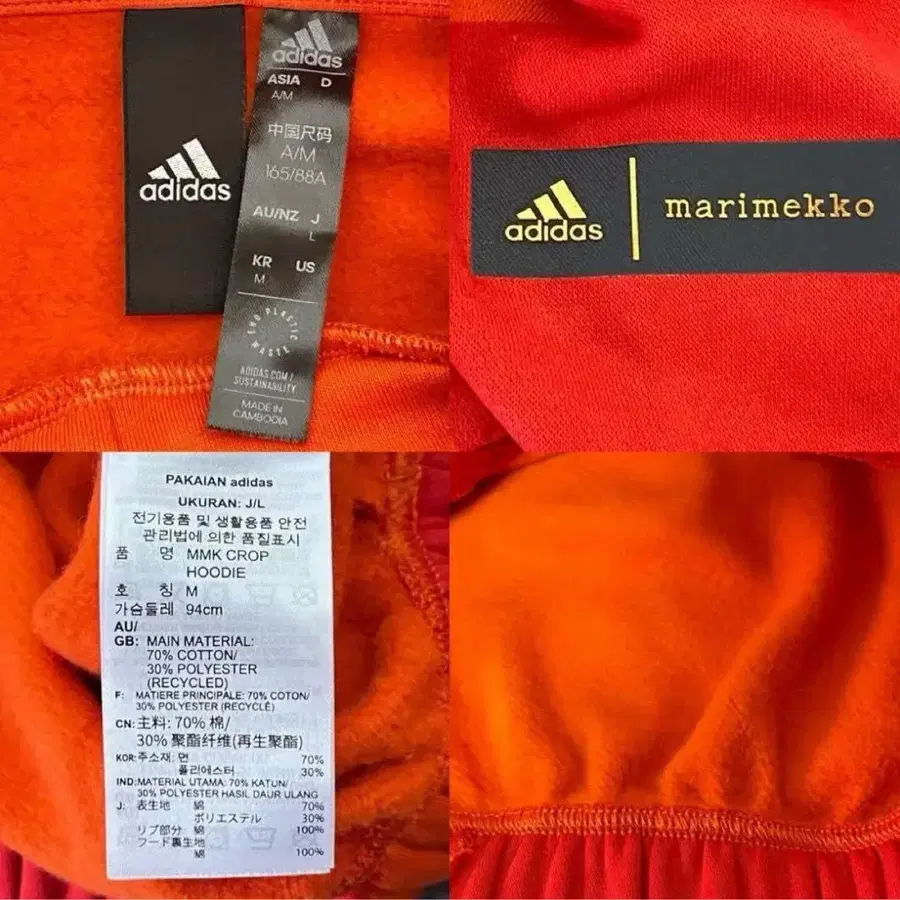 adidas
adidas
ASIA D
A/M
中国尺码
A/M
165/88A
AU/NZ J
L
KR US
M
END PLASTIC WASTE
ADIDAS.COM/
SUSTAINABILITY
MADE IN
CAMBODIA
adidas
marimekko
PAKAIAN adidas
UKURAN: J/L
전기용품 및 생활용품 안전
관리법에 의한 품질표시
품 명 MMK CROP
HOODIE
호 칭 M
가슴둘레 94cm
AU/
GB: MAIN MATERIAL:
70% COTTON/
30% POLYESTER
(RECYCLED)
F: MATIERE PRINCIPALE: 70% COTON/
30% POLYESTER (RECYCLÉ)
CN: 主料: 70% 棉/
30% 聚酯纤维(再生聚酯)
KOR: 주소재: 면 70%
폴리에스터 30%
IND: MATERIAL UTAMA: 70% KATUN/
30% POLYESTER HASIL DAUR ULANG
J: 表生地 綿 70%
ポリエステル 30%
リブ部分 綿 100%
フード裏生地
綿 100%